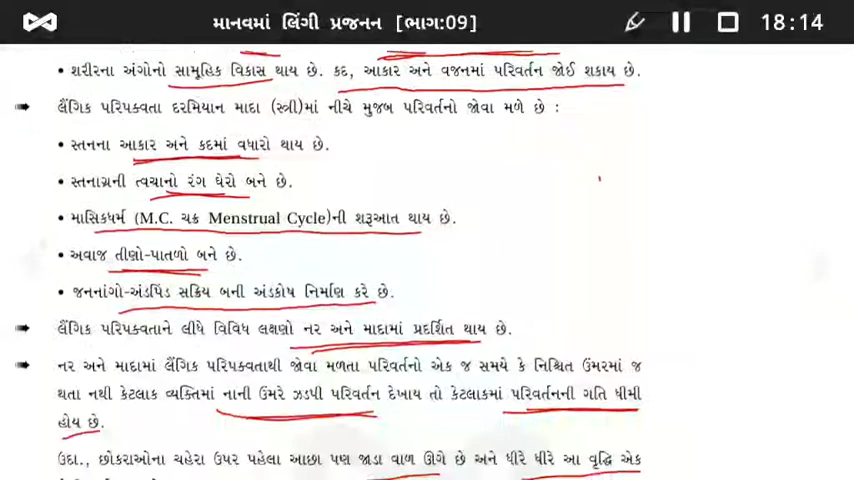 માનવમાં લિંગી પ્રજનન [ભાગ:09]
18:14
• શરીરના અંગોનો સામૂહિક વિકાસ થાય છે. કદ, આકાર અને વજનમાં પરિવર્તન જોઈ શકાય છે.
➠ લૈંગિક પરિપક્વતા દરમિયાન માદા (સ્ત્રી)માં નીચે મુજબ પરિવર્તનો જોવા મળે છે :
• સ્તનના આકાર અને કદમાં વધારો થાય છે.
• સ્તનાગ્રની ત્વચાનો રંગ ઘેરો બને છે.
• માસિકધર્મ (M.C. ચક્ર Menstrual Cycle)ની શરૂઆત થાય છે.
• અવાજ તીણો-પાતળો બને છે.
• જનનાંગો-અંડપિંડ સક્રિય બની અંડકોષ નિર્માણ કરે છે.
➠ લૈંગિક પરિપક્વતાને લીધે વિવિધ લક્ષણો નર અને માદામાં પ્રદર્શિત થાય છે.
➠ નર અને માદામાં લૈંગિક પરિપક્વતાથી જોવા મળતા પરિવર્તનો એક જ સમયે કે નિશ્ચિત ઉંમરમાં જ
થતા નથી કેટલાક વ્યક્તિમાં નાની ઉંમરે ઝડપી પરિવર્તન દેખાય તો કેટલાકમાં પરિવર્તનની ગતિ ધીમી
હોય છે.
ઉદા., છોકરાઓના ચહેરા ઉપર પહેલા આછા પણ જાડા વાળ ઊગે છે અને ધીરે ધીરે આ વૃદ્ધિ એક